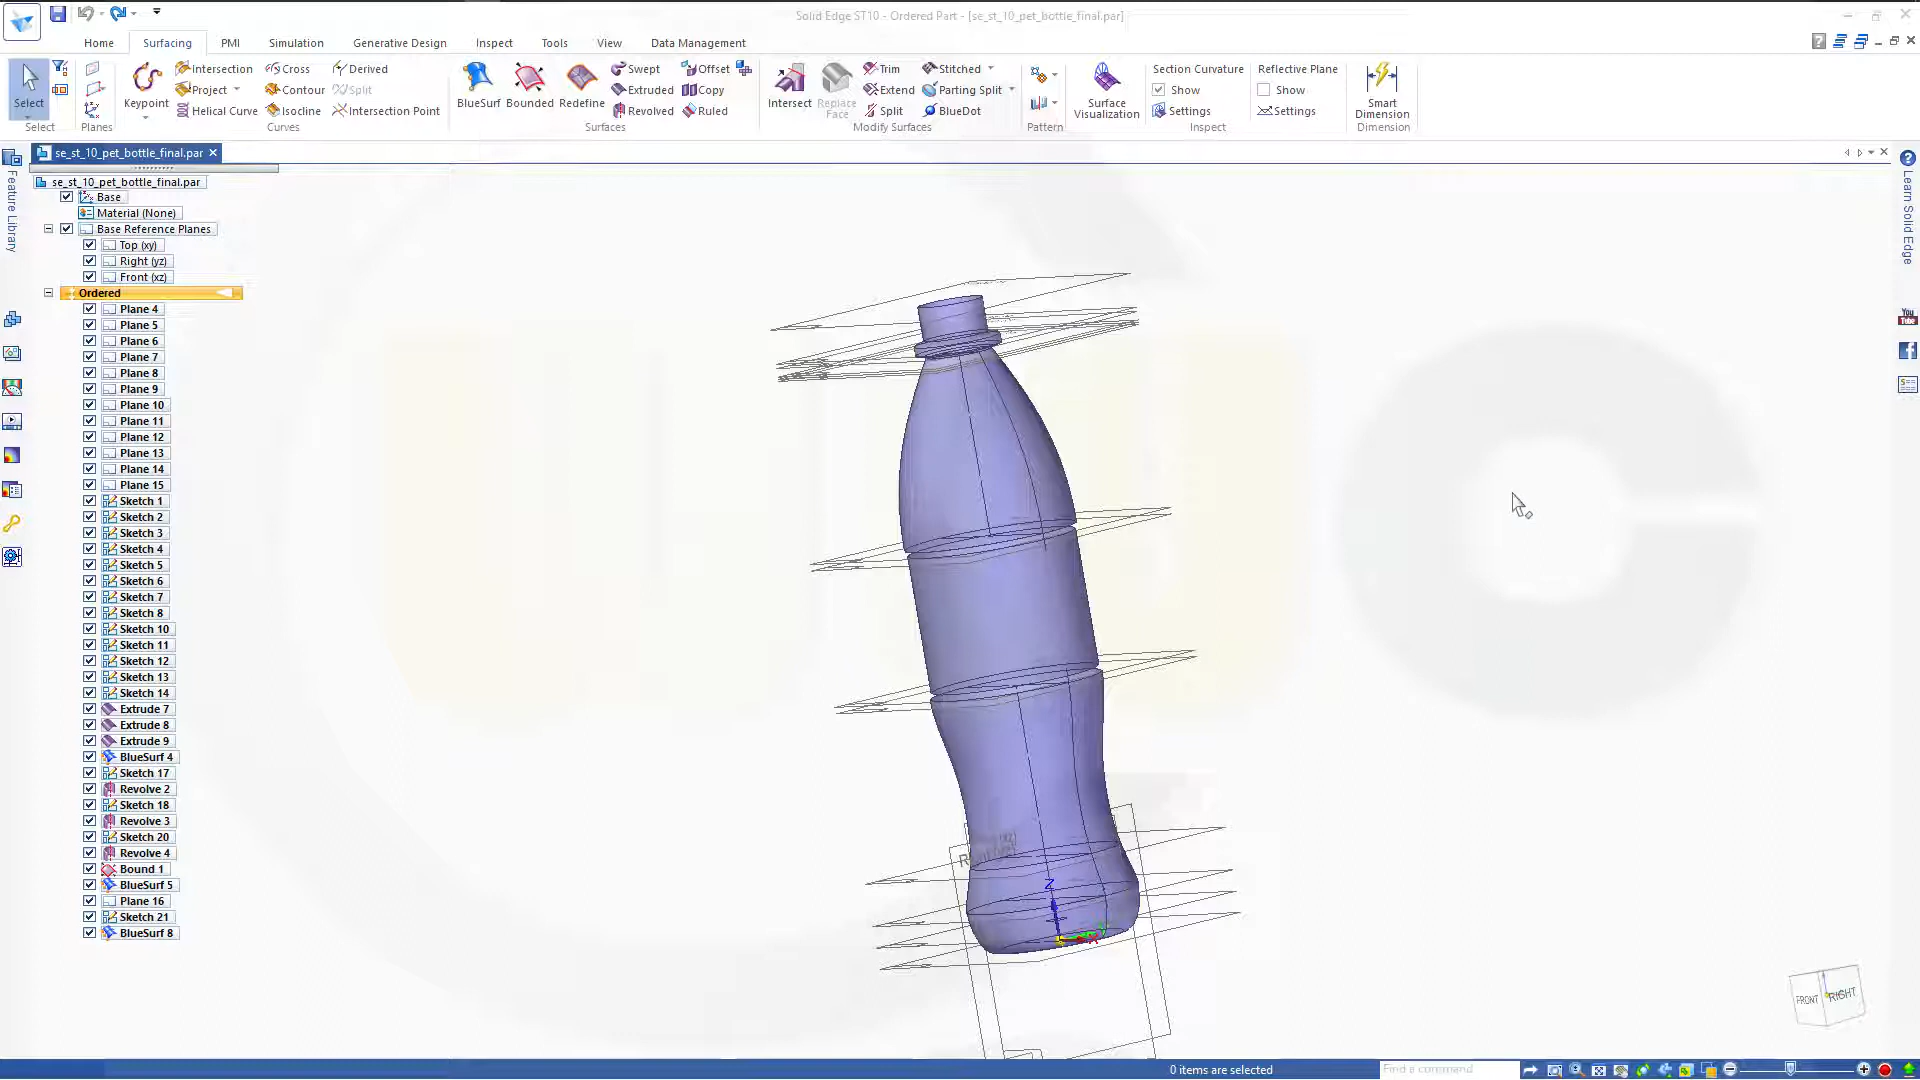 Solid Edge ST10 - Ordered Part - [se_st_10_pet_bottle_final.par]
Home Surfacing PMI Simulation Generative Design Inspect Tools View Data Management
Select
Select
Planes
Keypoint
Intersection
Project
Helical Curve
Cross
Contour
Isocline
Derived
Split
Intersection Point
Curves
BlueSurf
Bounded
Redefine
Swept
Extruded
Revolved
Offset
Copy
Ruled
Surfaces
Intersect
Replace
Face
Trim
Extend
Split
Stitched
Parting Split
BlueDot
Modify Surfaces
Pattern
Surface
Visualization
Section Curvature
Show
Settings
Inspect
Reflective Plane
Show
Settings
Smart
Dimension
Dimension
se_st_10_pet_bottle_final.par
Feature Library
Learn Solid Edge
You
Tube
se_st_10_pet_bottle_final.par
Base
Material (None)
Base Reference Planes
Top (xy)
Right (yz)
Front (xz)
Ordered
Plane 4
Plane 5
Plane 6
Plane 7
Plane 8
Plane 9
Plane 10
Plane 11
Plane 12
Plane 13
Plane 14
Plane 15
Sketch 1
Sketch 2
Sketch 3
Sketch 4
Sketch 5
Sketch 6
Sketch 7
Sketch 8
Sketch 10
Sketch 11
Sketch 12
Sketch 13
Sketch 14
Extrude 7
Extrude 8
Extrude 9
BlueSurf 4
Sketch 17
Revolve 2
Sketch 18
Revolve 3
Sketch 20
Revolve 4
Bound 1
BlueSurf 5
Plane 16
Sketch 21
BlueSurf 8
Z
X
FRONT
RIGHT
0 items are selected
Find a command